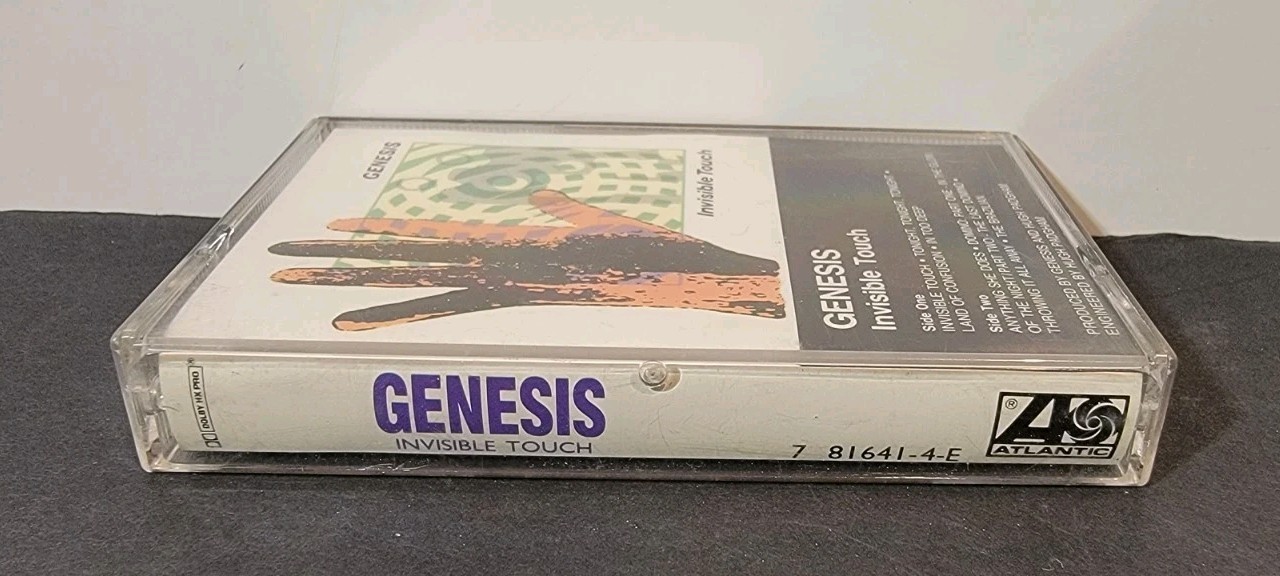 GENESIS
Invisible Touch
GENESIS
Invisible Touch
Side One
INVISIBLE TOUCH • TONIGHT, TONIGHT, TONIGHT •
LAND OF CONFUSION • IN TOO DEEP
Side Two
ANYTHING SHE DOES • DOMINO PART ONE - IN THE GLOW
OF THE NIGHT PART TWO - THE LAST DOMINO •
THROWING IT ALL AWAY • THE BRAZILIAN
PRODUCED BY GENESIS AND HUGH PADGHAM
ENGINEERED BY HUGH PADGHAM
DOLBY HX PRO
GENESIS
INVISIBLE TOUCH
7 81641-4-E
®
ATLANTIC